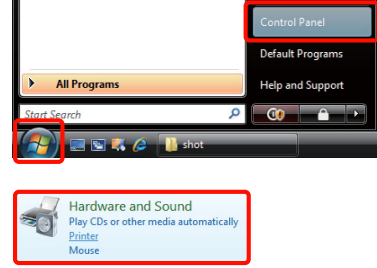 Control Panel
Default Programs
All Programs
Help and Support
Start Search
shot
Hardware and Sound
Play CDs or other media automatically
Printer
Mouse